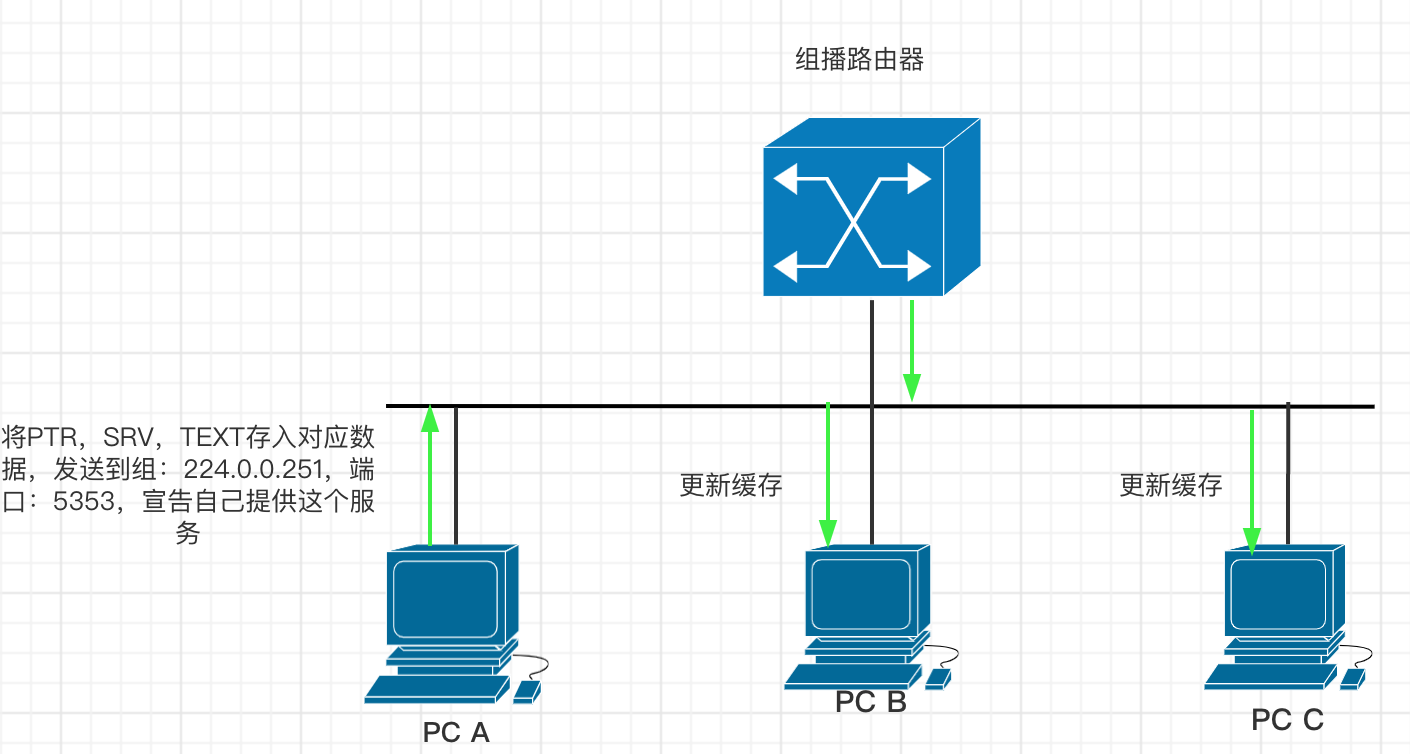 组播路由器
将PTR，SRV，TEXT存入对应数
据，发送到组：224.0.0.251，端
口：5353，宣告自己提供这个服
务
更新缓存
更新缓存
PC A
PC B
PC C